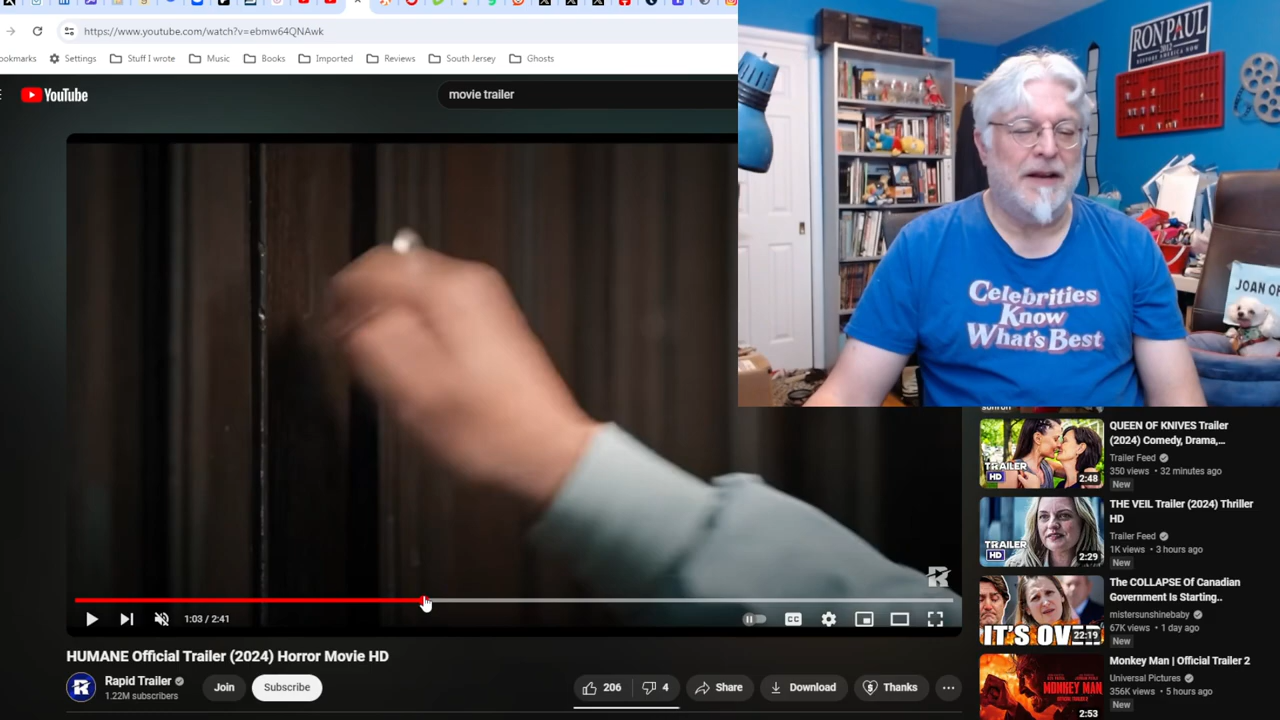 https://www.youtube.com/watch?v=ebmw64QNAwk
Settings
Stuff I wrote
Music
Books
Imported
Reviews
South Jersey
Ghosts
YouTube
movie trailer
RON PAUL
2012
Celebrities
Know
What's Best
JOAN OF
1:03 / 2:41
CC
HUMANE Official Trailer (2024) Horror Movie HD
Rapid Trailer
1.22M subscribers
Join
Subscribe
206
4
Share
Download
Thanks
QUEEN OF KNIVES Trailer
(2024) Comedy, Drama,...
Trailer Feed
350 views • 32 minutes ago
New
TRAILER
HD
2:48
THE VEIL Trailer (2024) Thriller
HD
Trailer Feed
1K views • 3 hours ago
New
TRAILER
HD
2:29
The COLLAPSE Of Canadian
Government Is Starting..
mistersunshinebaby
67K views • 1 day ago
New
IT'S OVER
22:19
Monkey Man | Official Trailer 2
Universal Pictures
356K views • 5 hours ago
New
MONKEY MAN
2:53